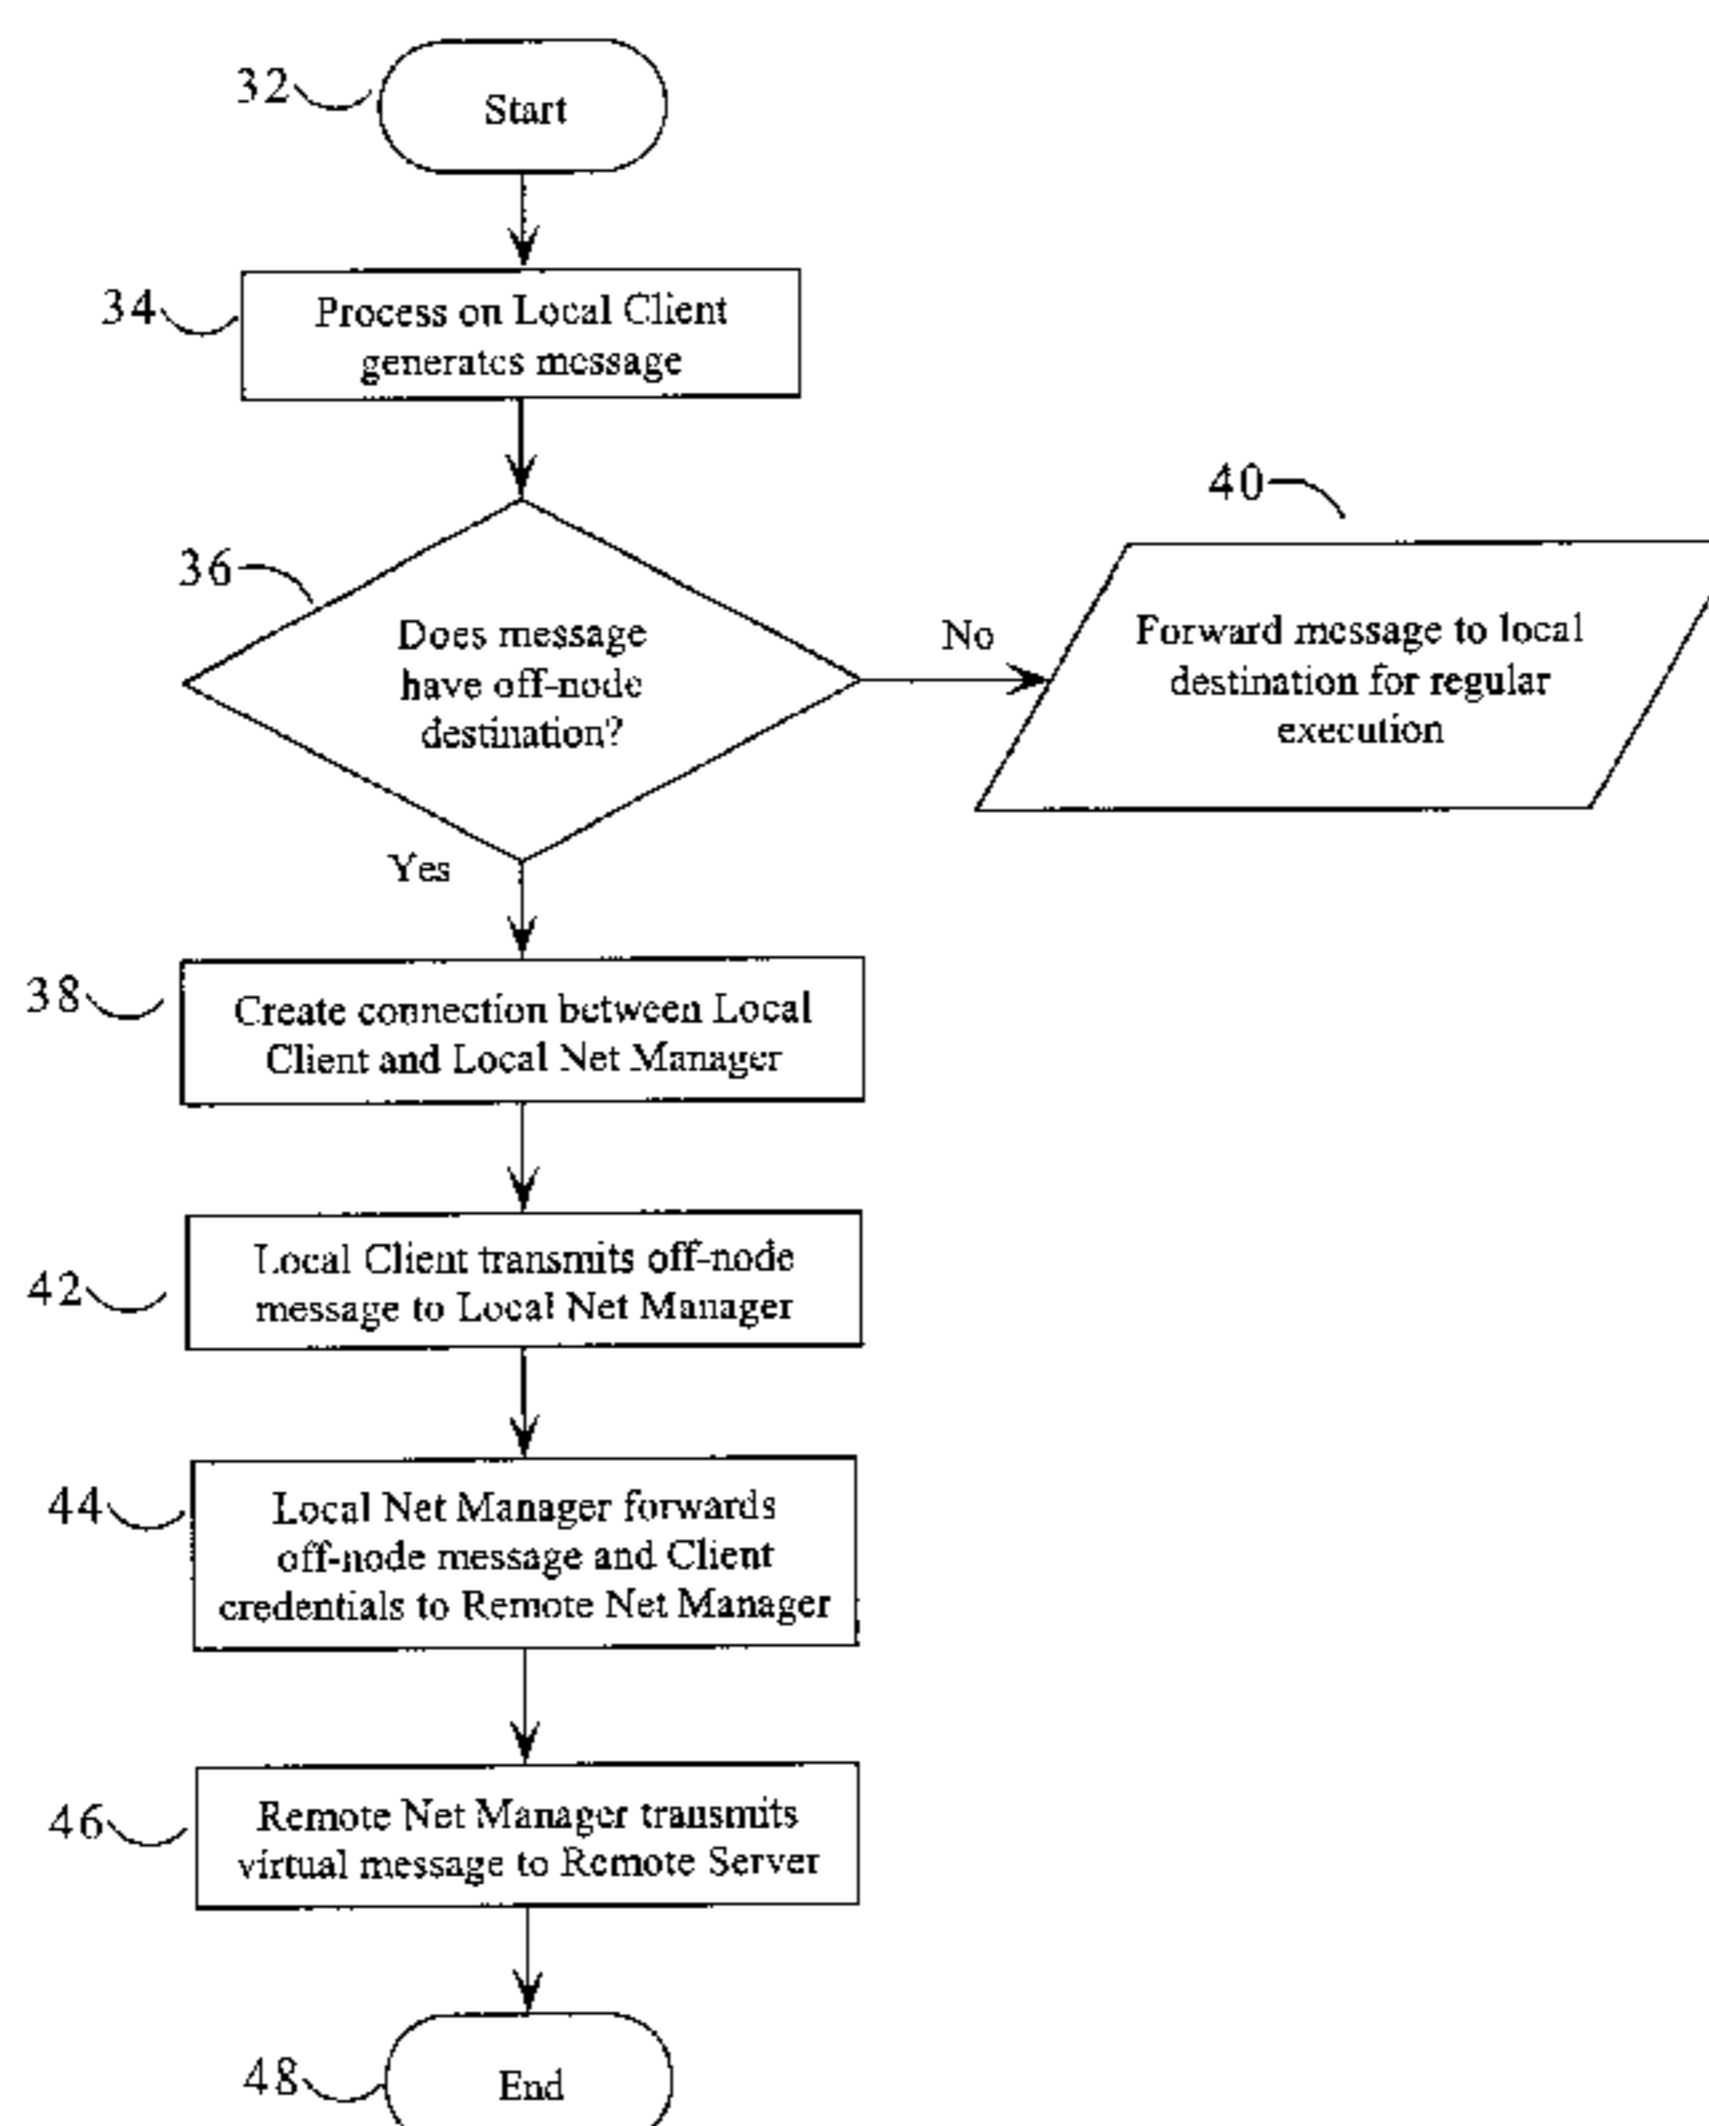 32
Start
34
Process on Local Client
generates message
36
Does message
have off-node
destination?
No
40
Forward message to local
destination for regular
execution
Yes
38
Create connection between Local
Client and Local Net Manager
42
Local Client transmits off-node
message to Local Net Manager
44
Local Net Manager forwards
off-node message and Client
credentials to Remote Net Manager
46
Remote Net Manager transmits
virtual message to Remote Server
48
End